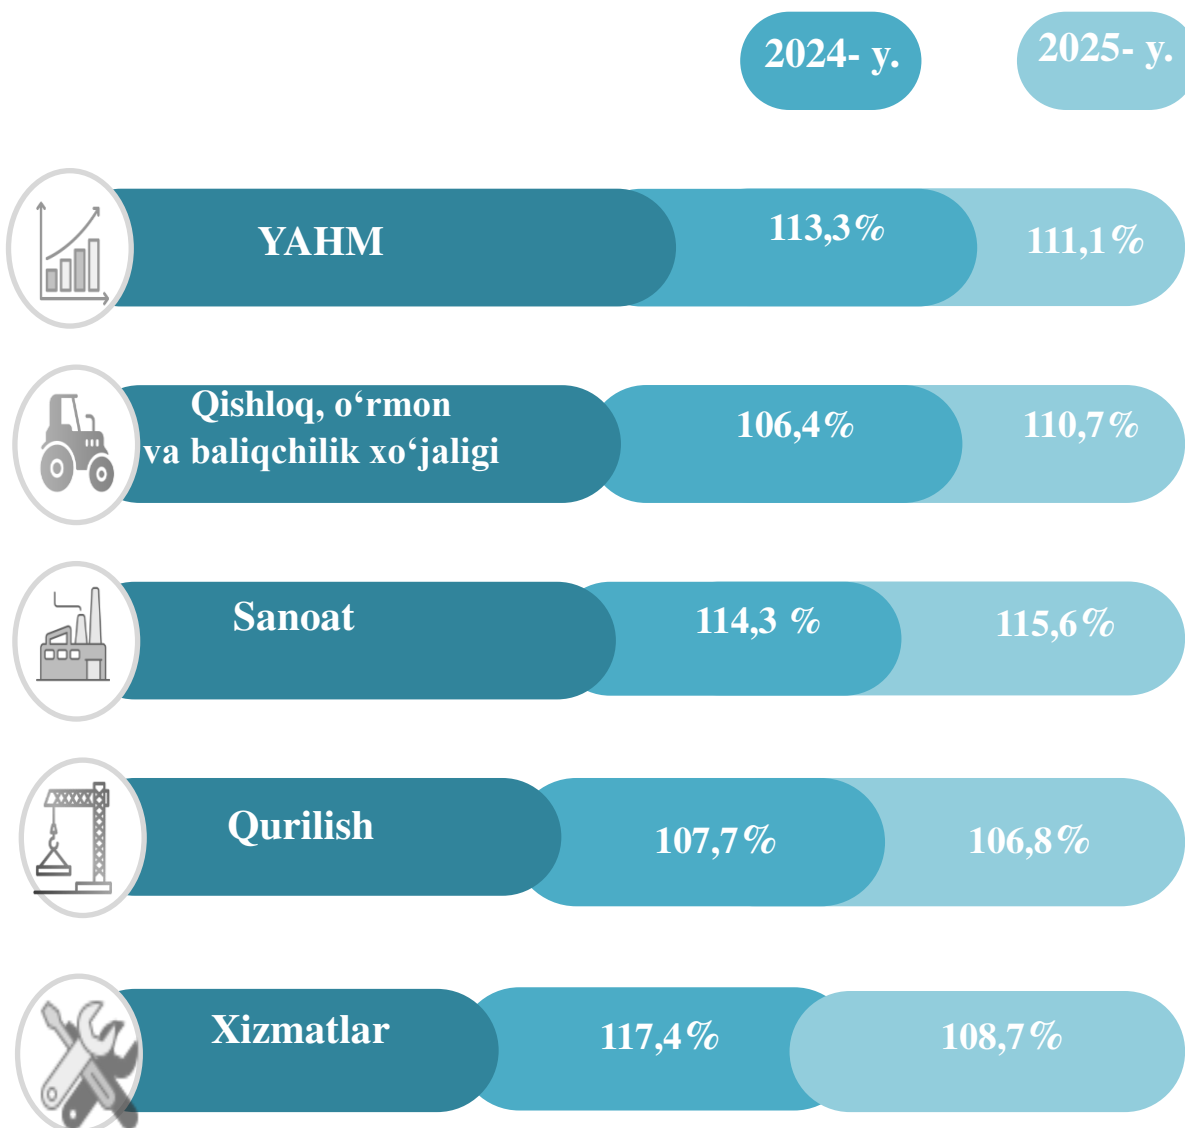 2024- y.
2025- y.
YAHM
113,3%
111,1%
Qishloq, o‘rmon
va baliqchilik xo‘jaligi
106,4%
110,7%
Sanoat
114,3 %
115,6%
Qurilish
107,7%
106,8%
Xizmatlar
117,4%
108,7%